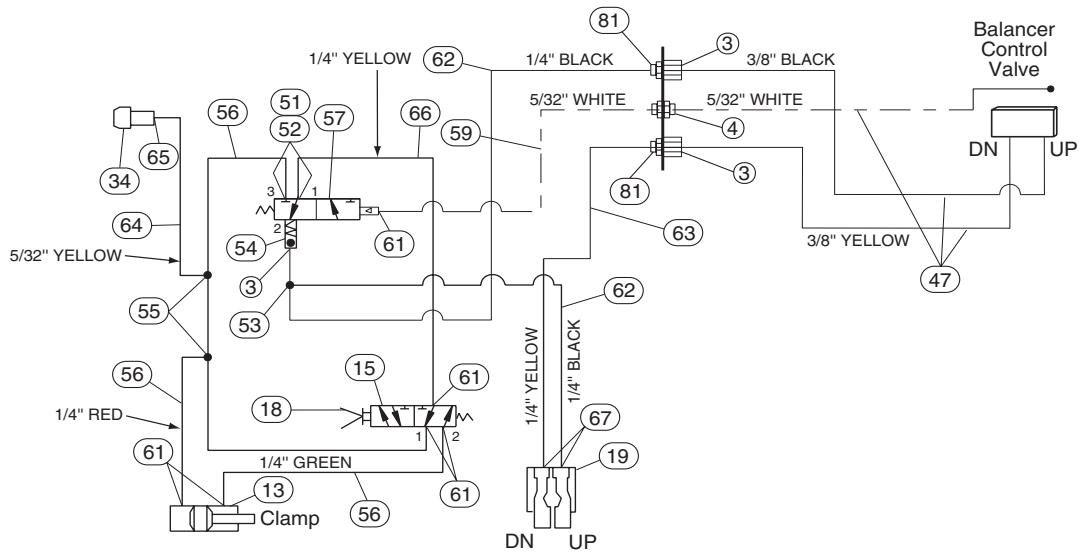 Balancer
Control
Valve
81
3
62
1/4" BLACK
3/8" BLACK
1/4" YELLOW
51
52
57
66
56
5/32" WHITE
5/32" WHITE
59
4
34
65
3
1
2
54
61
3
81
3
DN
UP
64
63
3/8" YELLOW
47
5/32" YELLOW
53
62
55
1/4" YELLOW
1/4" BLACK
56
15
61
18
1
2
1/4" RED
67
19
61
1/4" GREEN
13
56
61
Clamp
DN
UP